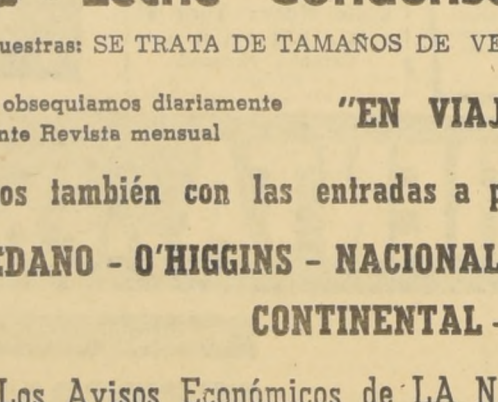 uestras: SE TRATA DE TAMAÑOS DE VE
obsequiamos diariamente "EN VIAJ
nte Revista mensual
os también con las entradas a p
EDANO - O'HIGGINS - NACIONAL
CONTINENTAL -
Los Avisos Económicos de LA N